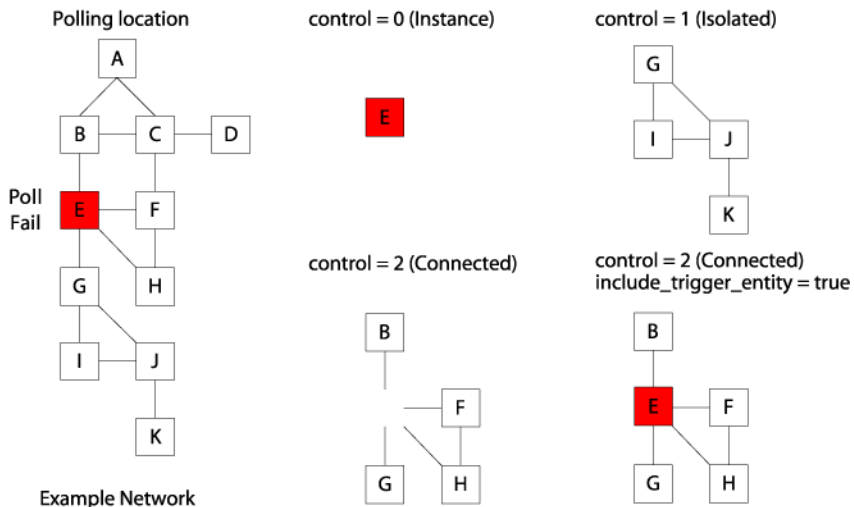 Polling location
A
B
C
D
Poll
Fail
E
F
G
H
I
J
K
Example Network
control = 0 (Instance)
E
control = 1 (Isolated)
G
I
J
K
control = 2 (Connected)
B
F
G
H
control = 2 (Connected)
include_trigger_entity = true
B
E
F
G
H